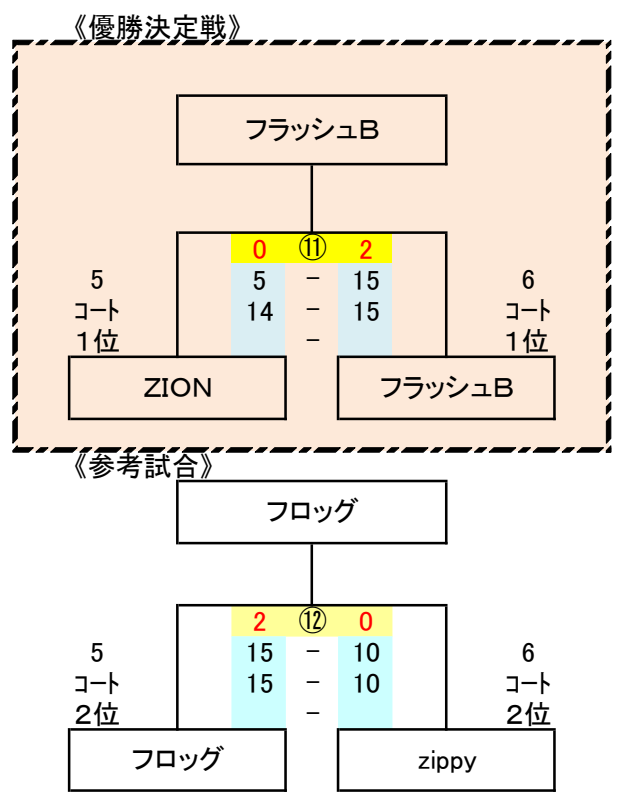 《優勝決定戦》
フラッシュB
0 ⑪ 2
5 5 － 15 6
コート 14 － 15 コート
1位 － 1位
ZION フラッシュB
《参考試合》
フロッグ
2 ⑫ 0
5 15 － 10 6
コート 15 － 10 コート
2位 － 2位
フロッグ zippy